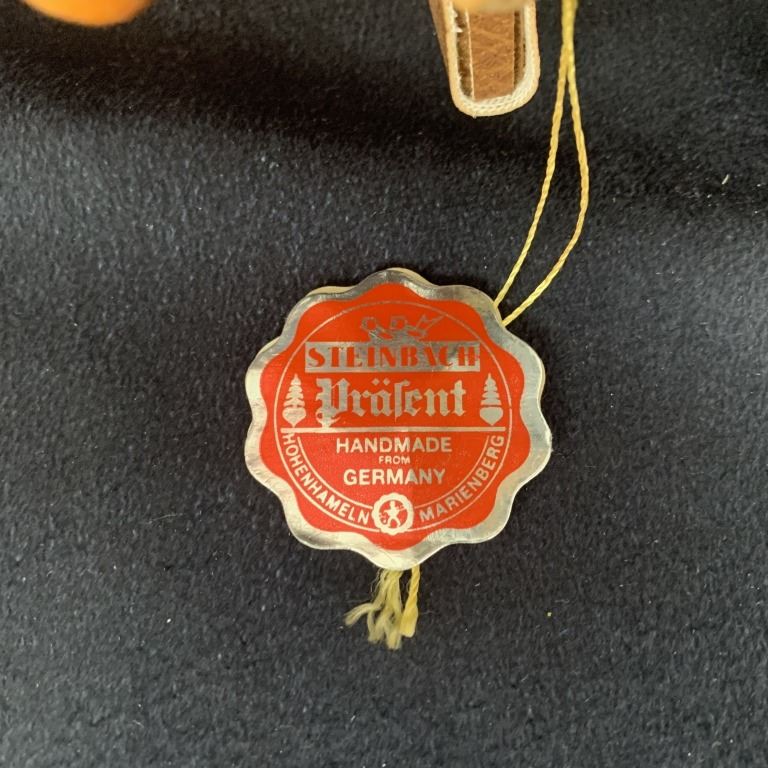 STEINBACH
Präſent
HANDMADE
FROM
GERMANY
HOHENHAMELN
MARIENBERG